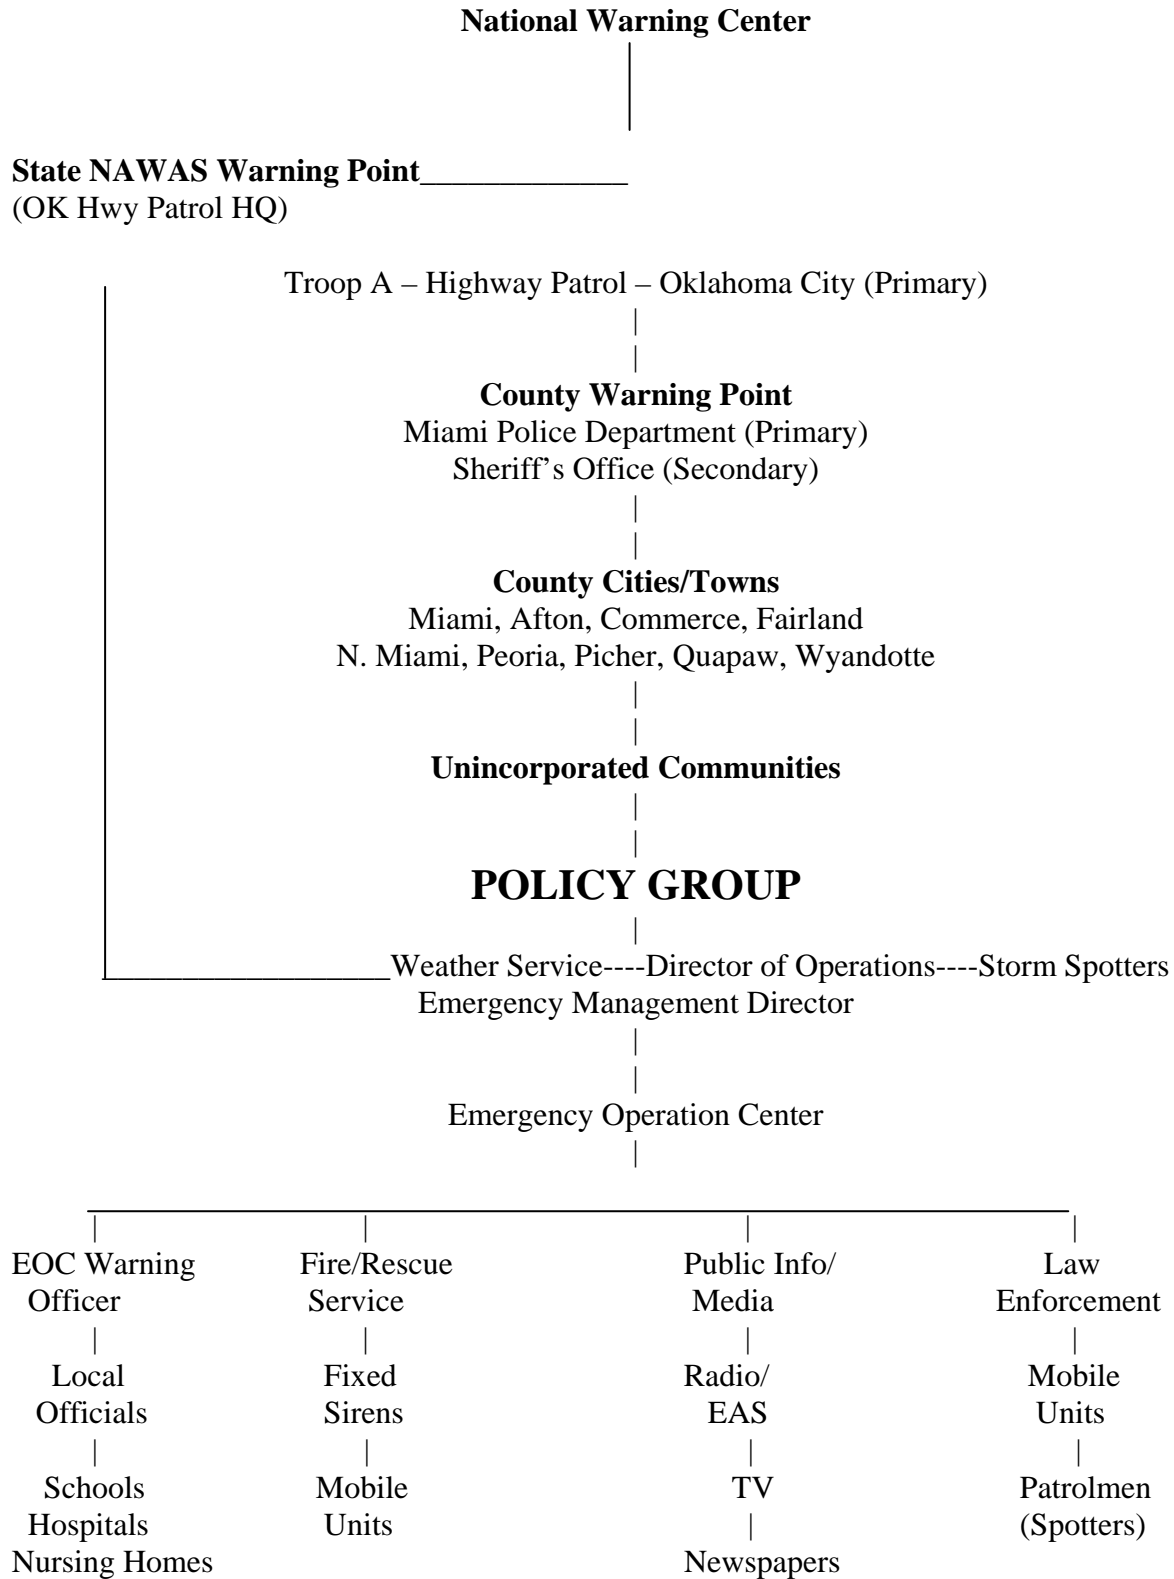 National Warning Center
State NAWAS Warning Point_____________
(OK Hwy Patrol HQ)
Troop A – Highway Patrol – Oklahoma City (Primary)
County Warning Point
Miami Police Department (Primary)
Sheriff’s Office (Secondary)
County Cities/Towns
Miami, Afton, Commerce, Fairland
N. Miami, Peoria, Picher, Quapaw, Wyandotte
Unincorporated Communities
POLICY GROUP
__________________Weather Service----Director of Operations----Storm Spotters
Emergency Management Director
Emergency Operation Center
EOC Warning Fire/Rescue Public Info/ Law
Officer Service Media Enforcement
Local Fixed Radio/ Mobile
Officials Sirens EAS Units
Schools Mobile TV Patrolmen
Hospitals Units (Spotters)
Nursing Homes Newspapers